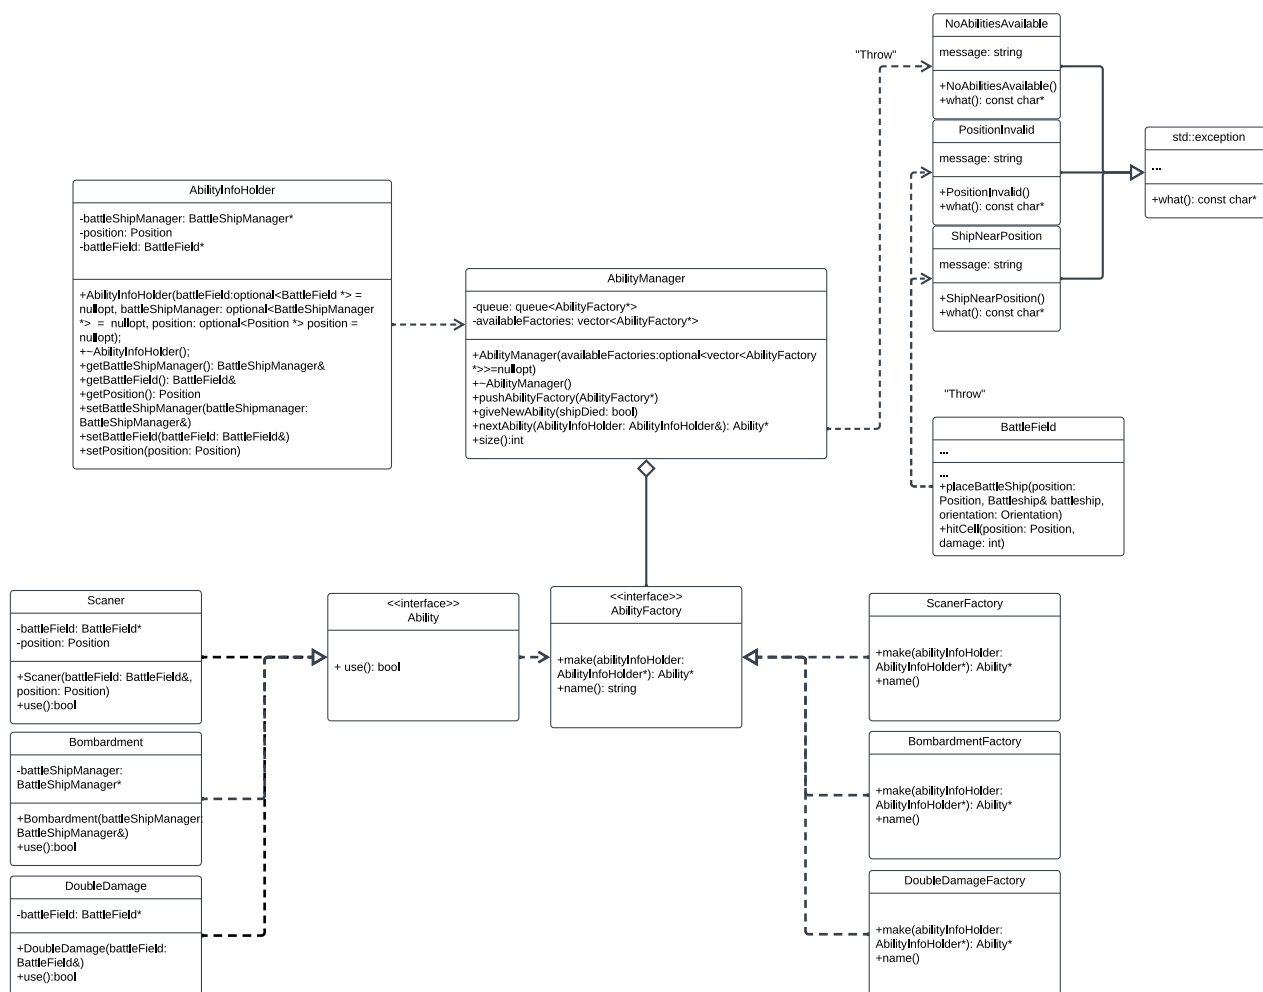 NoAbilitiesAvailable
message: string
+NoAbilitiesAvailable()
+what(): const char*
"Throw"
PositionInvalid
message: string
+PositionInvalid()
+what(): const char*
std::exception
...
+what(): const char*
ShipNearPosition
message: string
+ShipNearPosition()
+what(): const char*
AbilityInfoHolder
-battleShipManager: BattleShipManager*
-position: Position
-battleField: BattleField*
+AbilityInfoHolder(battleField:optional<BattleField *> =
nullopt, battleShipManager: optional<BattleShipManager
*> = nullopt, position: optional<Position *> position =
nullopt);
+~AbilityInfoHolder();
+getBattleShipManager(): BattleShipManager&
+getBattleField(): BattleField&
+getPosition(): Position
+setBattleShipManager(battleShipmanager:
BattleShipManager&)
+setBattleField(battleField: BattleField&)
+setPosition(position: Position)
AbilityManager
-queue: queue<AbilityFactory*>
-availableFactories: vector<AbilityFactory*>
+AbilityManager(availableFactories:optional<vector<AbilityFactory
*>>=nullopt)
+~AbilityManager()
+pushAbilityFactory(AbilityFactory*)
+giveNewAbility(shipDied: bool)
+nextAbility(AbilityInfoHolder: AbilityInfoHolder&): Ability*
+size():int
"Throw"
BattleField
...
...
+placeBattleShip(position:
Position, Battleship& battleship,
orientation: Orientation)
+hitCell(position: Position,
damage: int)
Scaner
-battleField: BattleField*
-position: Position
+Scaner(battleField: BattleField&,
position: Position)
+use():bool
<<interface>>
Ability
+ use(): bool
<<interface>>
AbilityFactory
+make(abilityInfoHolder:
AbilityInfoHolder*): Ability*
+name(): string
ScanerFactory
+make(abilityInfoHolder:
AbilityInfoHolder*): Ability*
+name()
Bombardment
-battleShipManager:
BattleShipManager*
+Bombardment(battleShipManager:
BattleShipManager&)
+use():bool
BombardmentFactory
+make(abilityInfoHolder:
AbilityInfoHolder*): Ability*
+name()
DoubleDamage
-battleField: BattleField*
+DoubleDamage(battleField:
BattleField&)
+use():bool
DoubleDamageFactory
+make(abilityInfoHolder:
AbilityInfoHolder*): Ability*
+name()